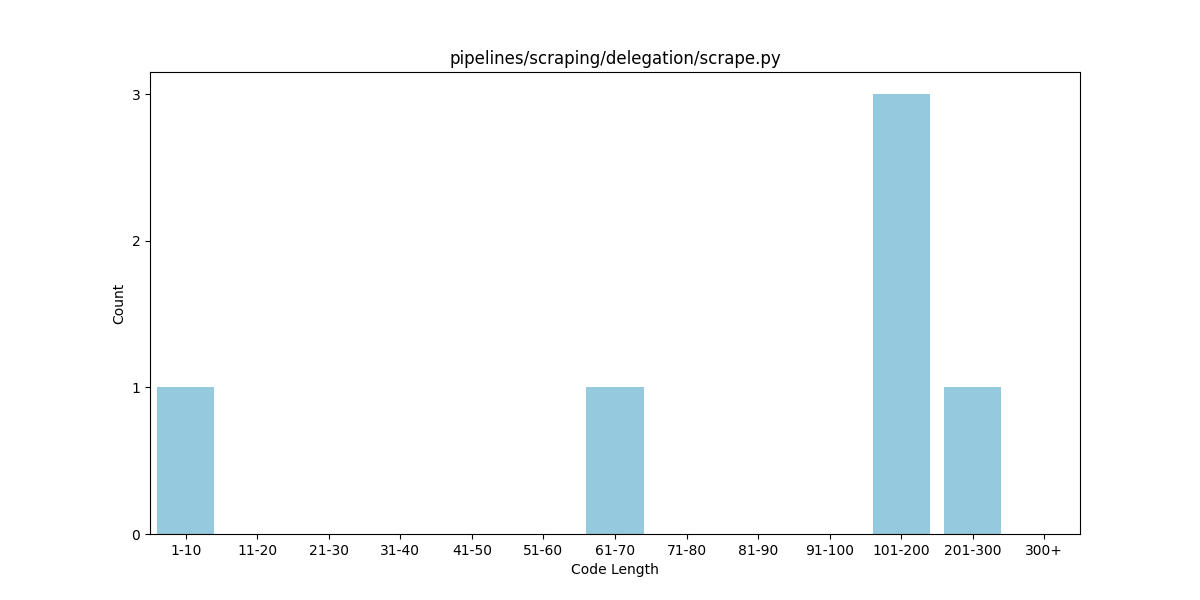 pipelines/scraping/delegation/scrape.py
3
2
1
0
Count
1-10 11-20 21-30 31-40 41-50 51-60 61-70 71-80 81-90 91-100 101-200 201-300 300+
Code Length